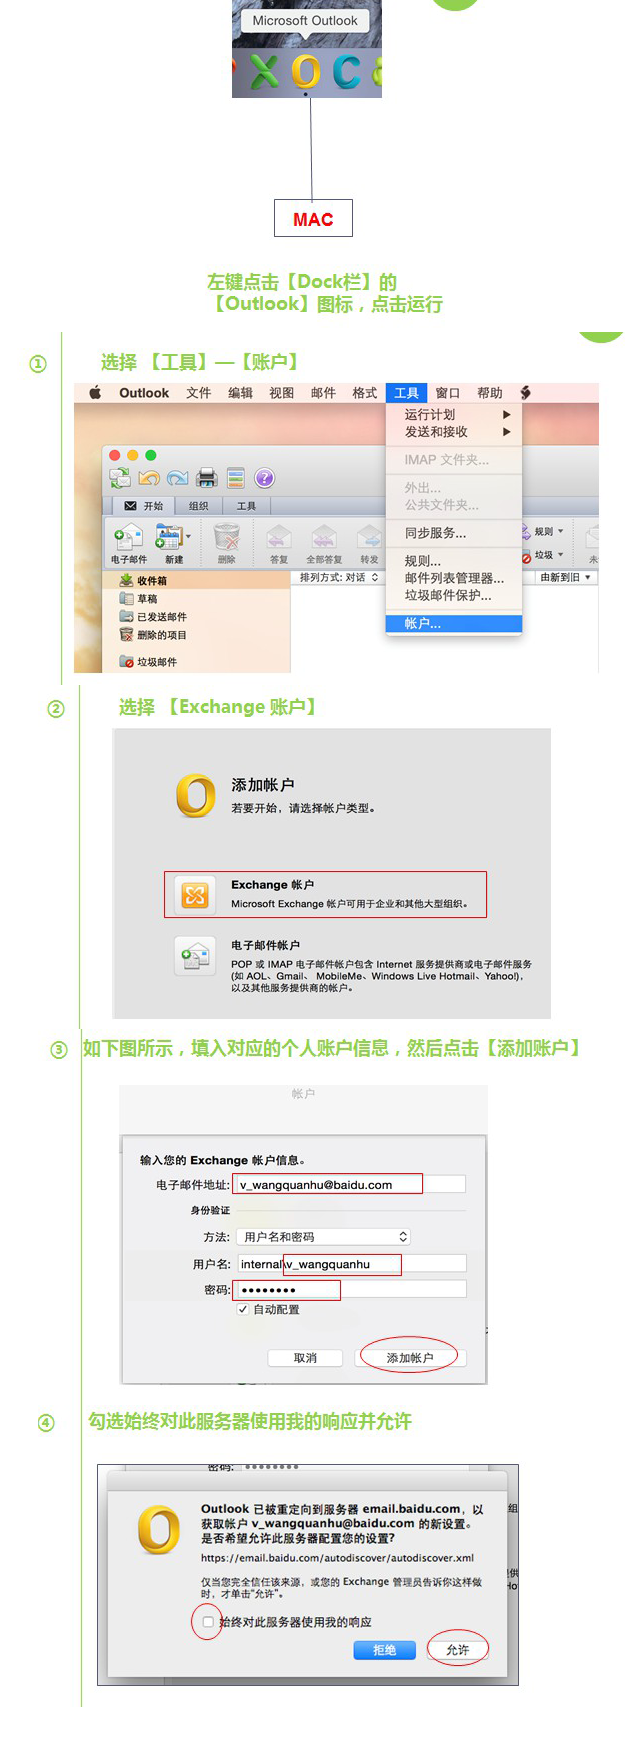 Microsoft Outlook
MAC
左键点击【Dock栏】的
【Outlook】图标，点击运行
① 选择 【工具】—【账户】
Outlook 文件 编辑 视图 邮件 格式 工具 窗口 帮助
运行计划
发送和接收
IMAP 文件夹...
外出...
公共文件夹...
同步服务...
规则...
邮件列表管理器...
垃圾邮件保护...
帐户...
开始 组织 工具
电子邮件 新建 删除 答复 全部答复 转发
规则
垃圾
未
收件箱
排列方式: 对话
由新到旧
草稿
已发送邮件
删除的项目
垃圾邮件
② 选择 【Exchange 账户】
添加帐户
若要开始，请选择帐户类型。
Exchange 帐户
Microsoft Exchange 帐户可用于企业和其他大型组织。
电子邮件帐户
POP 或 IMAP 电子邮件帐户包含 Internet 服务提供商或电子邮件服务
(如 AOL、Gmail、 MobileMe、Windows Live Hotmail、Yahoo!)，
以及其他服务提供商的帐户。
③ 如下图所示，填入对应的个人账户信息，然后点击【添加账户】
帐户
输入您的 Exchange 帐户信息。
电子邮件地址: v_wangquanhu@baidu.com
身份验证
方法: 用户名和密码
用户名: internal\v_wangquanhu
密码: ••••••••
自动配置
取消 添加帐户
④ 勾选始终对此服务器使用我的响应并允许
密码: ••••••••
Outlook 已被重定向到服务器 email.baidu.com，以
获取帐户 v_wangquanhu@baidu.com 的新设置。
是否希望允许此服务器配置您的设置?
https://email.baidu.com/autodiscover/autodiscover.xml
仅当您完全信任该来源，或您的 Exchange 管理员告诉你这样做
时，才单击“允许”。
始终对此服务器使用我的响应
拒绝 允许